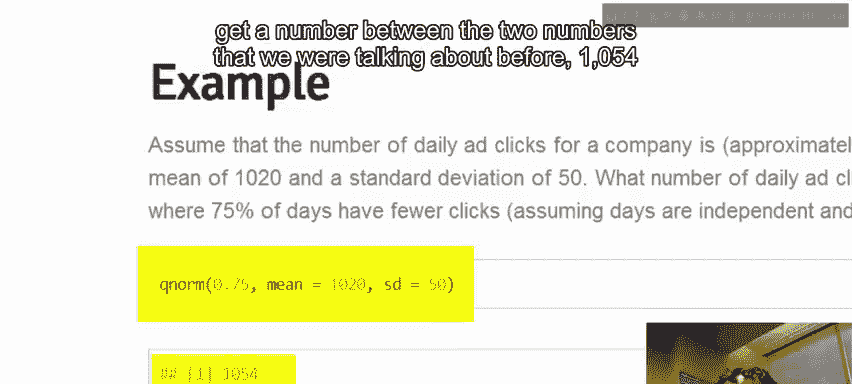 get a number between the two numbers
that we were talking about before, 1,054
Example
Assume that the number of daily ad clicks for a company is (approximatel
mean of 1020 and a standard deviation of 50. What number of daily ad cl
where 75% of days have fewer clicks (assuming days are independent and
qnorm(0.75, mean = 1020, sd = 50)
## [1] 1054